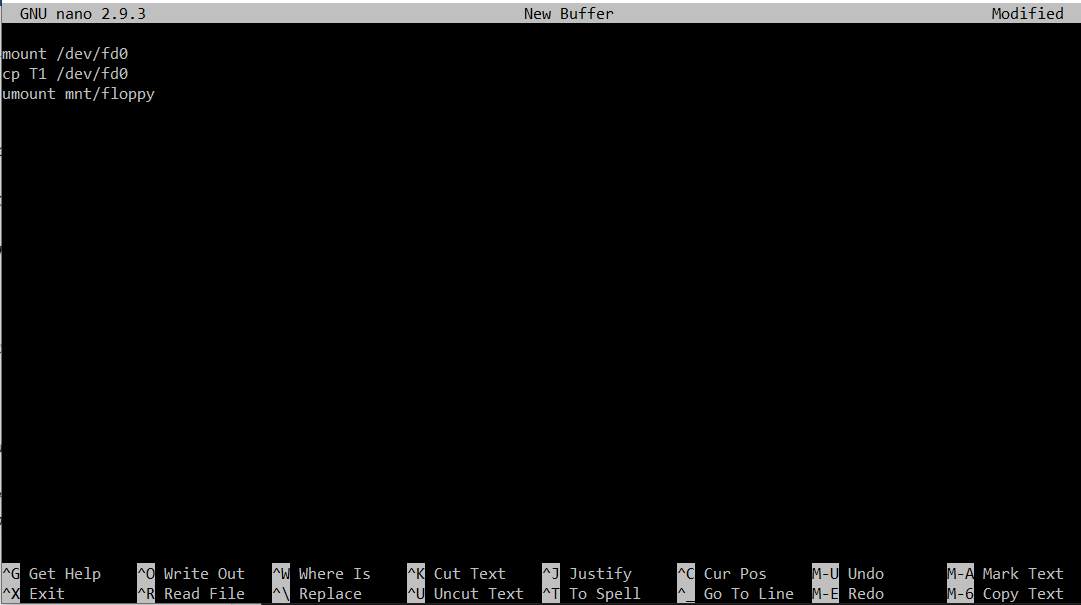 GNU nano 2.9.3 New Buffer Modified
mount /dev/fd0
cp T1 /dev/fd0
umount mnt/floppy
^G Get Help ^O Write Out ^W Where Is ^K Cut Text ^J Justify ^C Cur Pos M-U Undo M-A Mark Text
^X Exit ^R Read File ^\ Replace ^U Uncut Text ^T To Spell ^_ Go To Line M-E Redo M-6 Copy Text